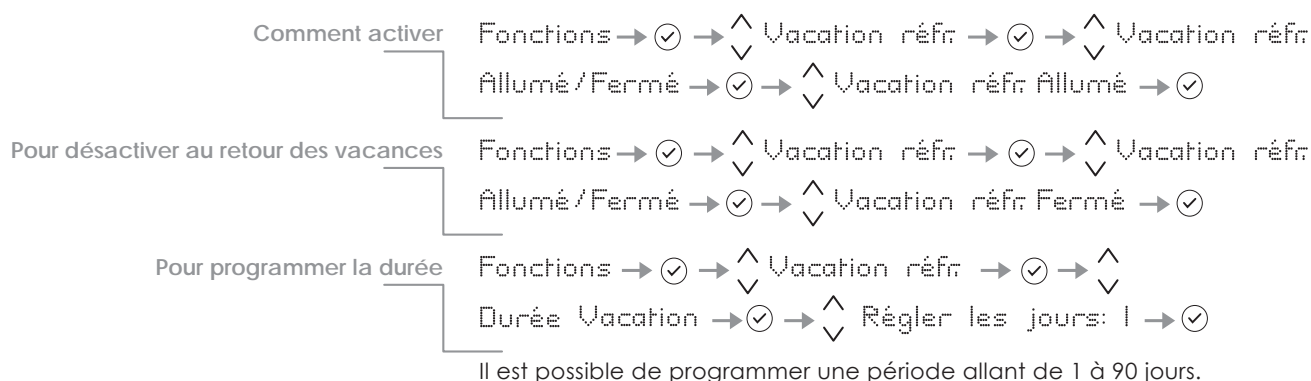 Comment activer Fonctions → ✓ → Vacation réfr. → ✓ → Vacation réfr.
Allumé/Fermé → ✓ → Vacation réfr. Allumé → ✓
Pour désactiver au retour des vacances Fonctions → ✓ → Vacation réfr. → ✓ → Vacation réfr.
Allumé/Fermé → ✓ → Vacation réfr. Fermé → ✓
Pour programmer la durée Fonctions → ✓ → Vacation réfr. → ✓ →
Durée Vacation → ✓ → Régler les jours: 1 → ✓
Il est possible de programmer une période allant de 1 à 90 jours.